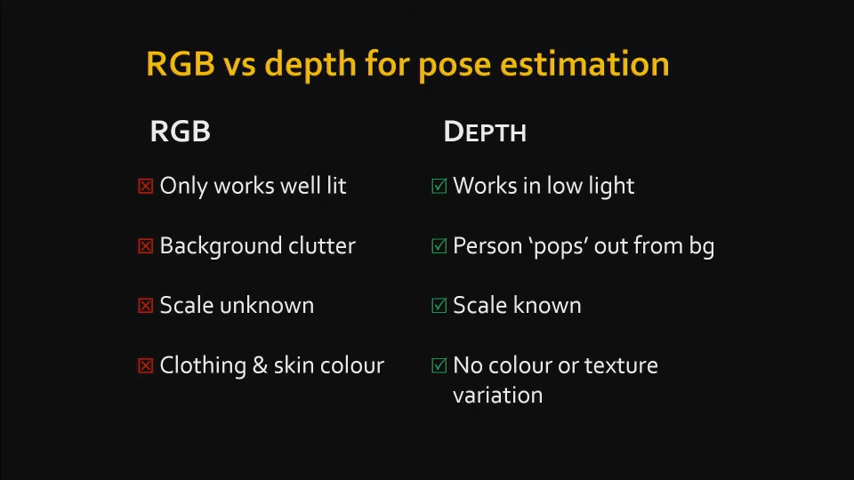 RGB vs depth for pose estimation
RGB
DEPTH
Only works well lit
Works in low light
Background clutter
Person ‘pops’ out from bg
Scale unknown
Scale known
Clothing & skin colour
No colour or texture
variation